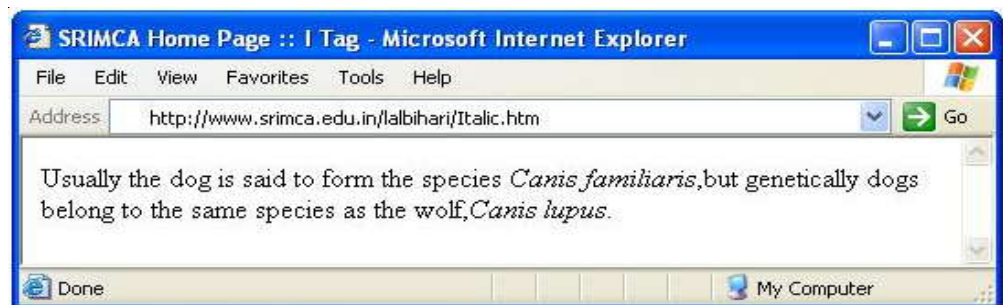 SRIMCA Home Page :: I Tag - Microsoft Internet Explorer
File Edit View Favorites Tools Help
Address http://www.srimca.edu.in/lalbihari/Italic.htm Go
Usually the dog is said to form the species Canis familiaris,but genetically dogs
belong to the same species as the wolf,Canis lupus.
Done My Computer